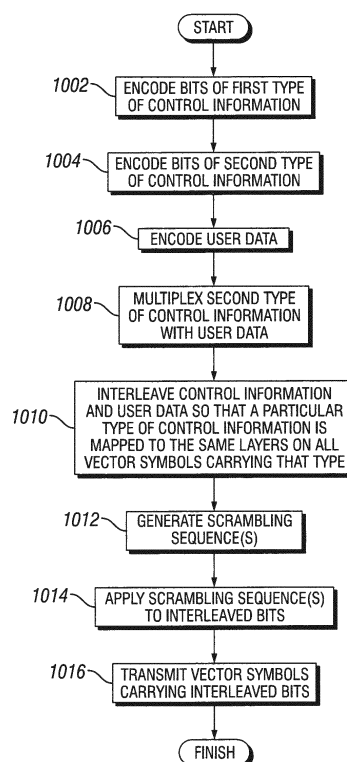 START
1002
ENCODE BITS OF FIRST TYPE
OF CONTROL INFORMATION
1004
ENCODE BITS OF SECOND TYPE
OF CONTROL INFORMATION
1006
ENCODE USER DATA
1008
MULTIPLEX SECOND TYPE
OF CONTROL INFORMATION
WITH USER DATA
1010
INTERLEAVE CONTROL INFORMATION
AND USER DATA SO THAT A PARTICULAR
TYPE OF CONTROL INFORMATION IS
MAPPED TO THE SAME LAYERS ON ALL
VECTOR SYMBOLS CARRYING THAT TYPE
1012
GENERATE SCRAMBLING
SEQUENCE(S)
1014
APPLY SCRAMBLING SEQUENCE(S)
TO INTERLEAVED BITS
1016
TRANSMIT VECTOR SYMBOLS
CARRYING INTERLEAVED BITS
FINISH